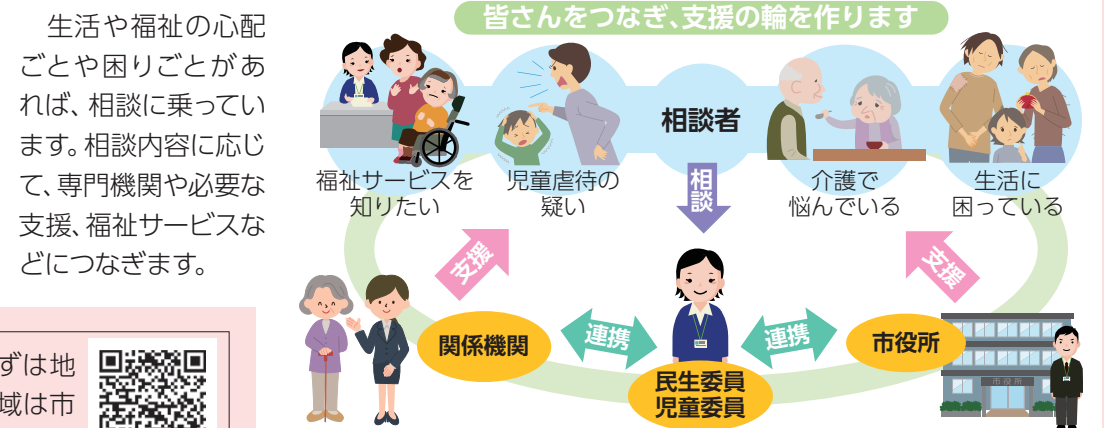 生活や福祉の心配
ごとや困りごとがあ
れば、相談に乗ってい
ます。相談内容に応じ
て、専門機関や必要な
支援、福祉サービスな
どにつなぎます。
ずは地
域は市
皆さんをつなぎ、支援の輪を作ります
相談者
福祉サービスを
知りたい
児童虐待の
疑い
相談
介護で
悩んでいる
生活に
困っている
支援
支援
関係機関
連携
民生委員
児童委員
連携
市役所
市役所